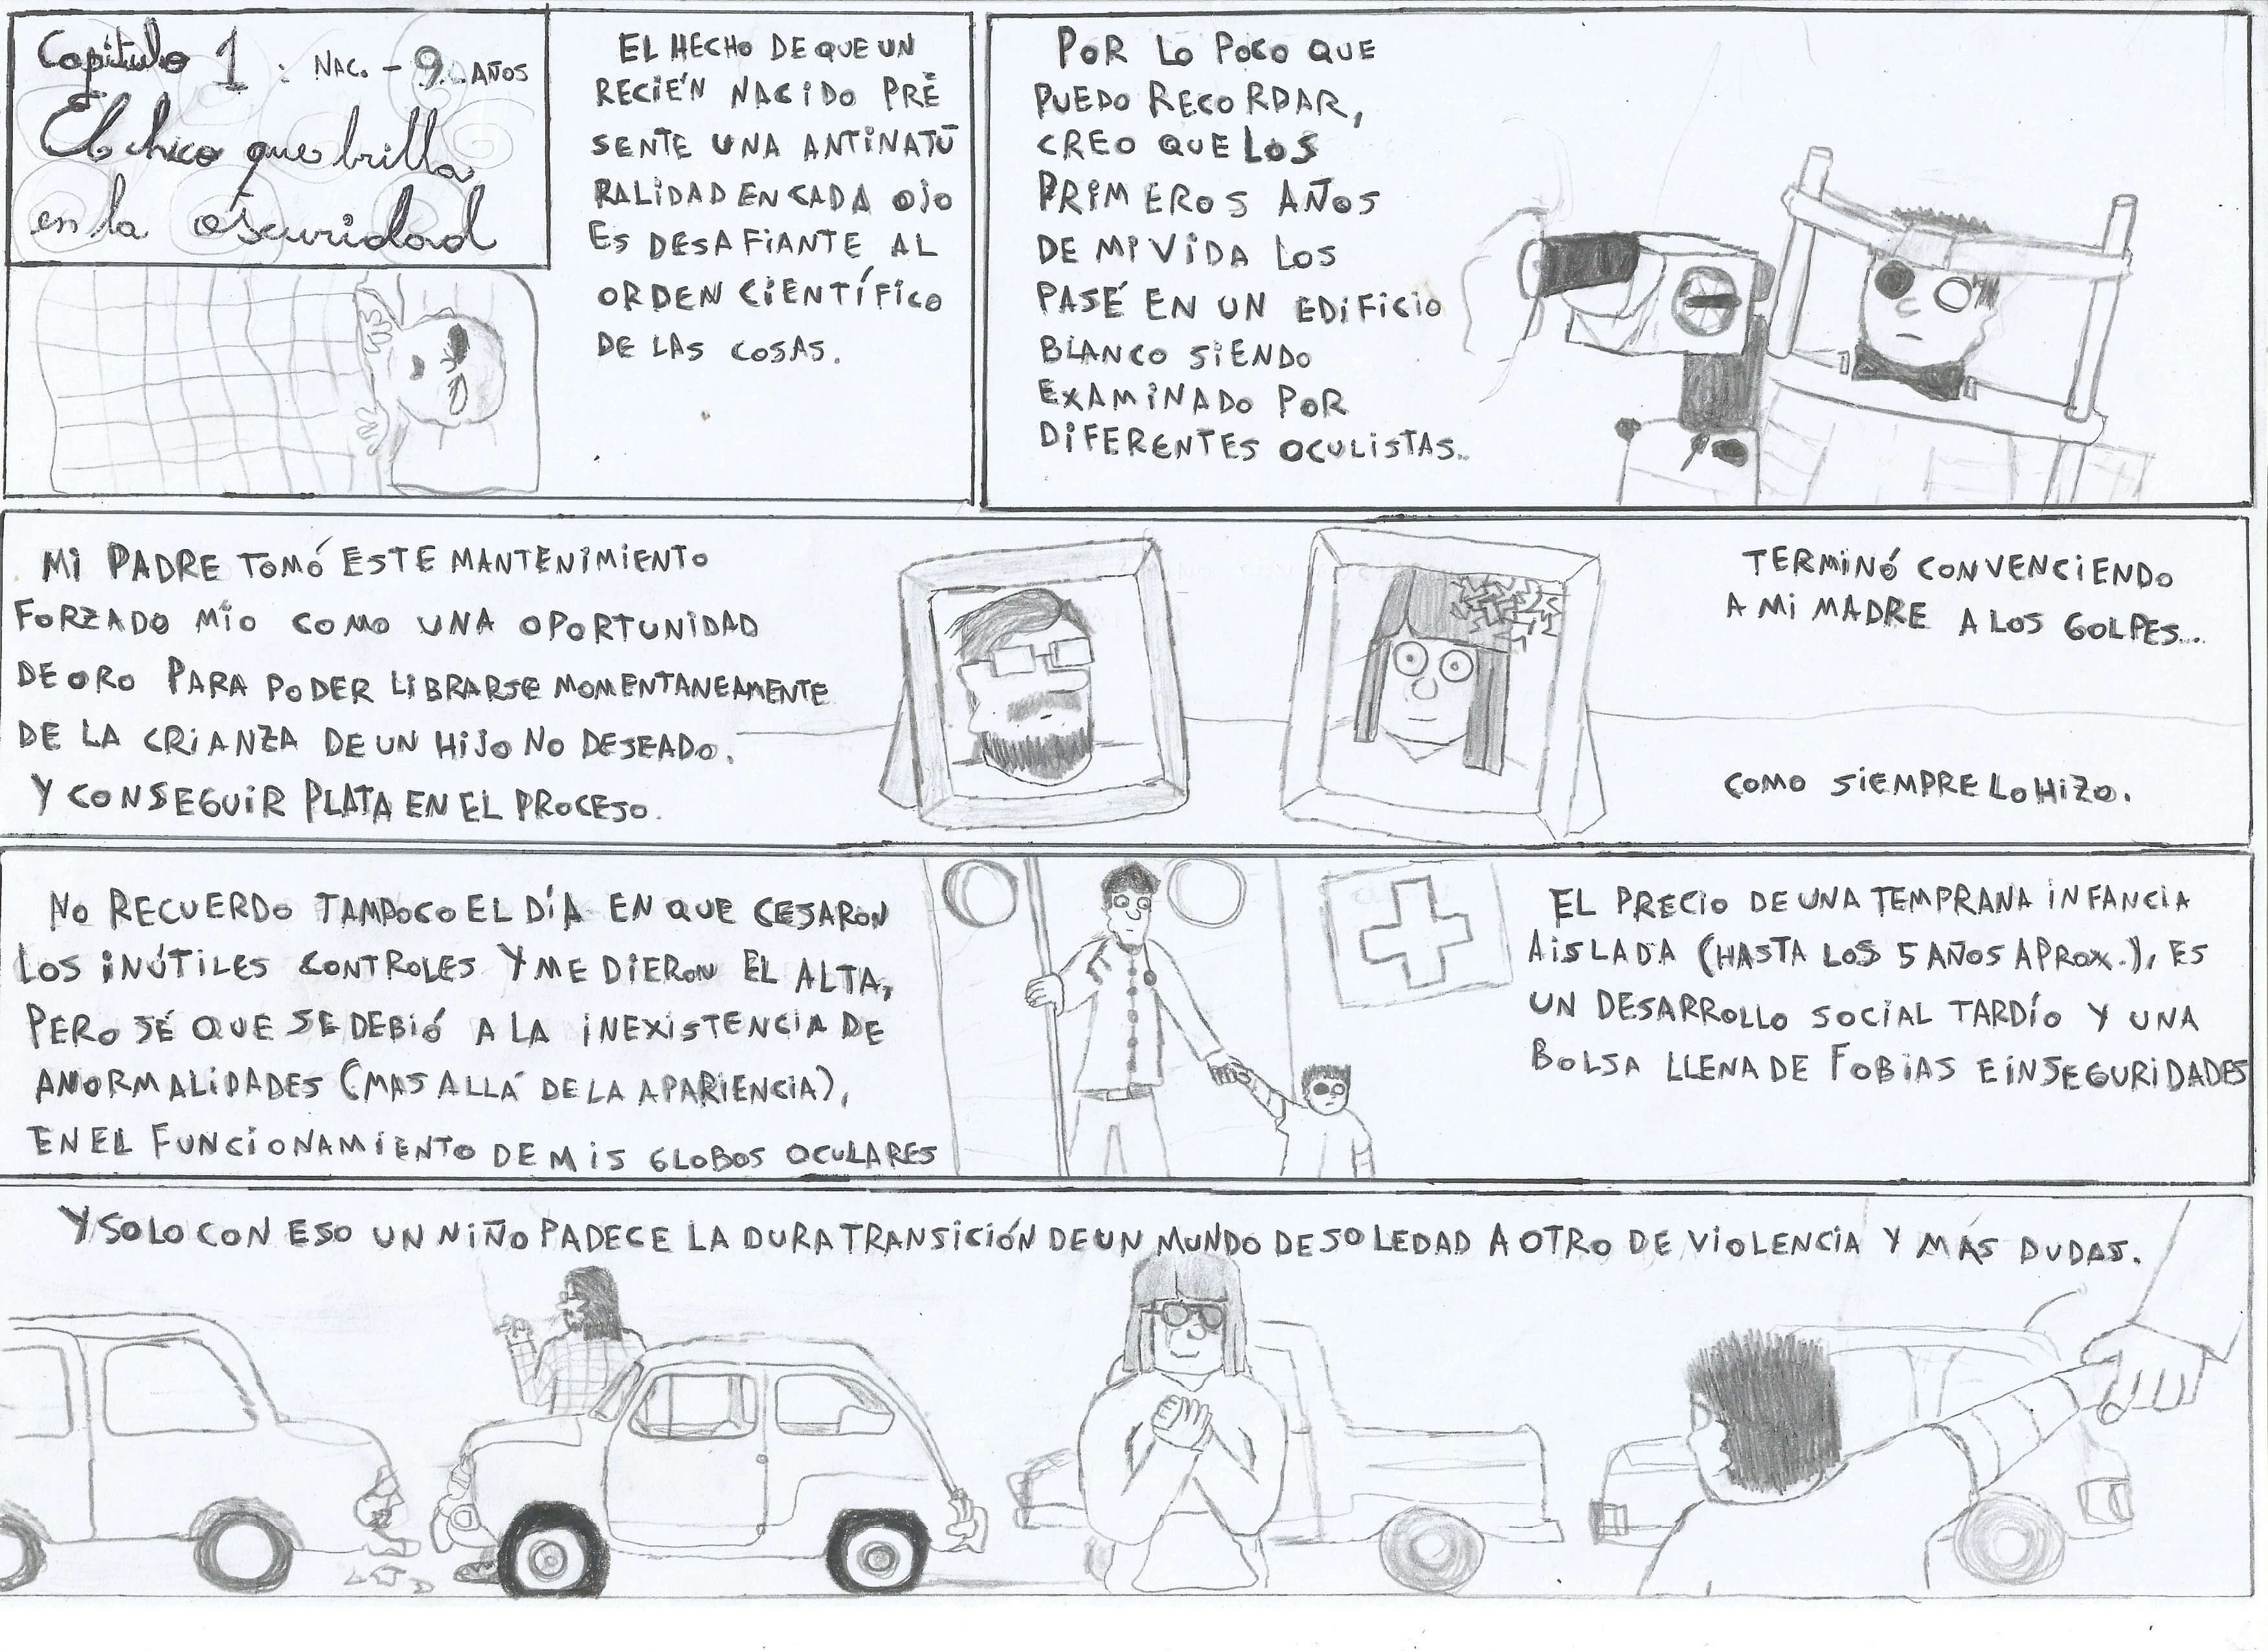 Capítulo 1 : NAC. - 9 AÑOS
El chico que brilla
en la oscuridad
EL HECHO DE QUE UN
RECIÉN NACIDO PRE
SENTE UNA ANTINATU
RALIDAD EN CADA OJO
ES DESAFIANTE AL
ORDEN CIENTÍFICO
DE LAS COSAS.
POR LO POCO QUE
PUEDO RECORDAR,
CREO QUE LOS
PRIMEROS AÑOS
DE MI VIDA LOS
PASÉ EN UN EDIFICIO
BLANCO SIENDO
EXAMINADO POR
DIFERENTES OCULISTAS..
MI PADRE TOMÓ ESTE MANTENIMIENTO
FORZADO MÍO COMO UNA OPORTUNIDAD
DE ORO PARA PODER LIBRARSE MOMENTANEAMENTE
DE LA CRIANZA DE UN HIJO NO DESEADO.
Y CONSEGUIR PLATA EN EL PROCESO.
TERMINÓ CONVENCIENDO
A MI MADRE A LOS GOLPES...
COMO SIEMPRE LO HIZO.
NO RECUERDO TAMPOCO EL DÍA EN QUE CESARON
LOS INÚTILES CONTROLES Y ME DIERON EL ALTA,
PERO SÉ QUE SE DEBIÓ A LA INEXISTENCIA DE
ANORMALIDADES (MAS ALLÁ DE LA APARIENCIA),
EN EL FUNCIONAMIENTO DE MIS GLOBOS OCULARES
EL PRECIO DE UNA TEMPRANA INFANCIA
AISLADA (HASTA LOS 5 AÑOS APROX.), ES
UN DESARROLLO SOCIAL TARDÍO Y UNA
BOLSA LLENA DE FOBIAS E INSEGURIDADES
Y SOLO CON ESO UN NIÑO PADECE LA DURA TRANSICIÓN DE UN MUNDO DE SOLEDAD A OTRO DE VIOLENCIA Y MÁS DUDAS.